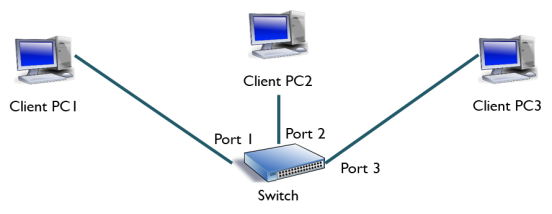 Client PC2
Client PC1
Client PC3
Port 1
Port 2
Port 3
Switch